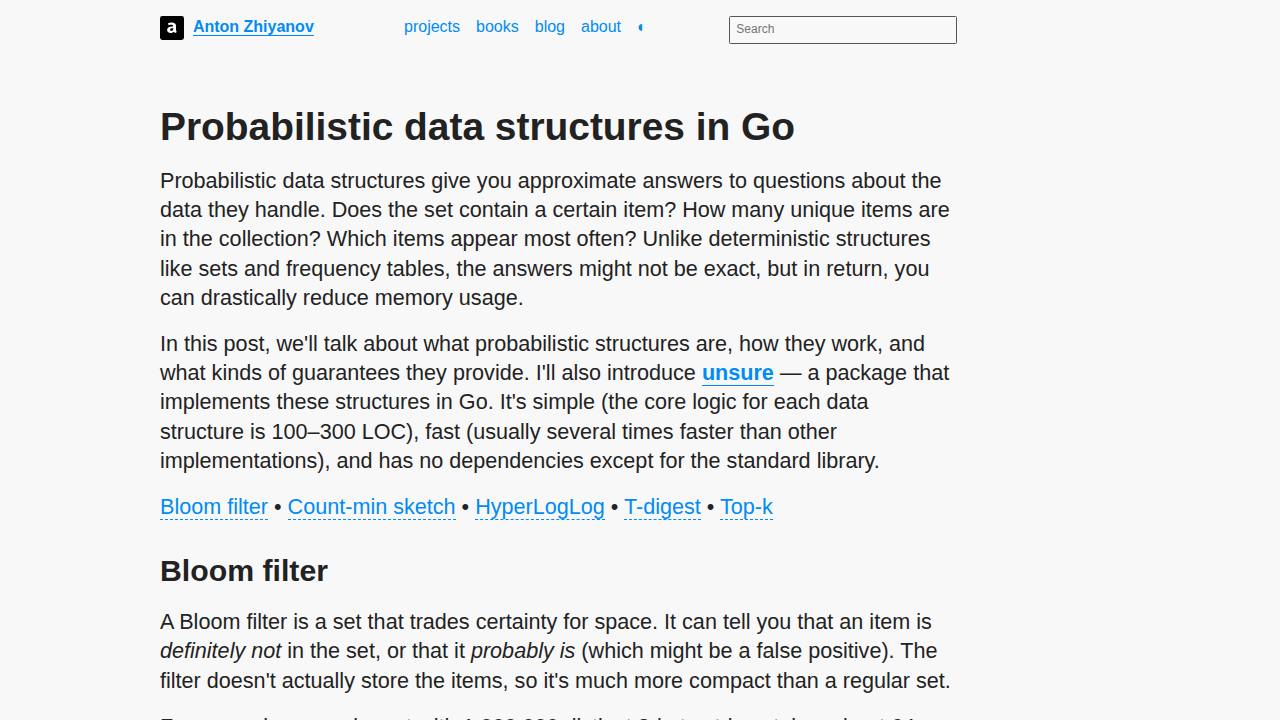 a Anton Zhiyanov projects books blog about Search
Probabilistic data structures in Go
Probabilistic data structures give you approximate answers to questions about the
data they handle. Does the set contain a certain item? How many unique items are
in the collection? Which items appear most often? Unlike deterministic structures
like sets and frequency tables, the answers might not be exact, but in return, you
can drastically reduce memory usage.
In this post, we'll talk about what probabilistic structures are, how they work, and
what kinds of guarantees they provide. I'll also introduce unsure — a package that
implements these structures in Go. It's simple (the core logic for each data
structure is 100–300 LOC), fast (usually several times faster than other
implementations), and has no dependencies except for the standard library.
Bloom filter • Count-min sketch • HyperLogLog • T-digest • Top-k
Bloom filter
A Bloom filter is a set that trades certainty for space. It can tell you that an item is
definitely not in the set, or that it probably is (which might be a false positive). The
filter doesn't actually store the items, so it's much more compact than a regular set.